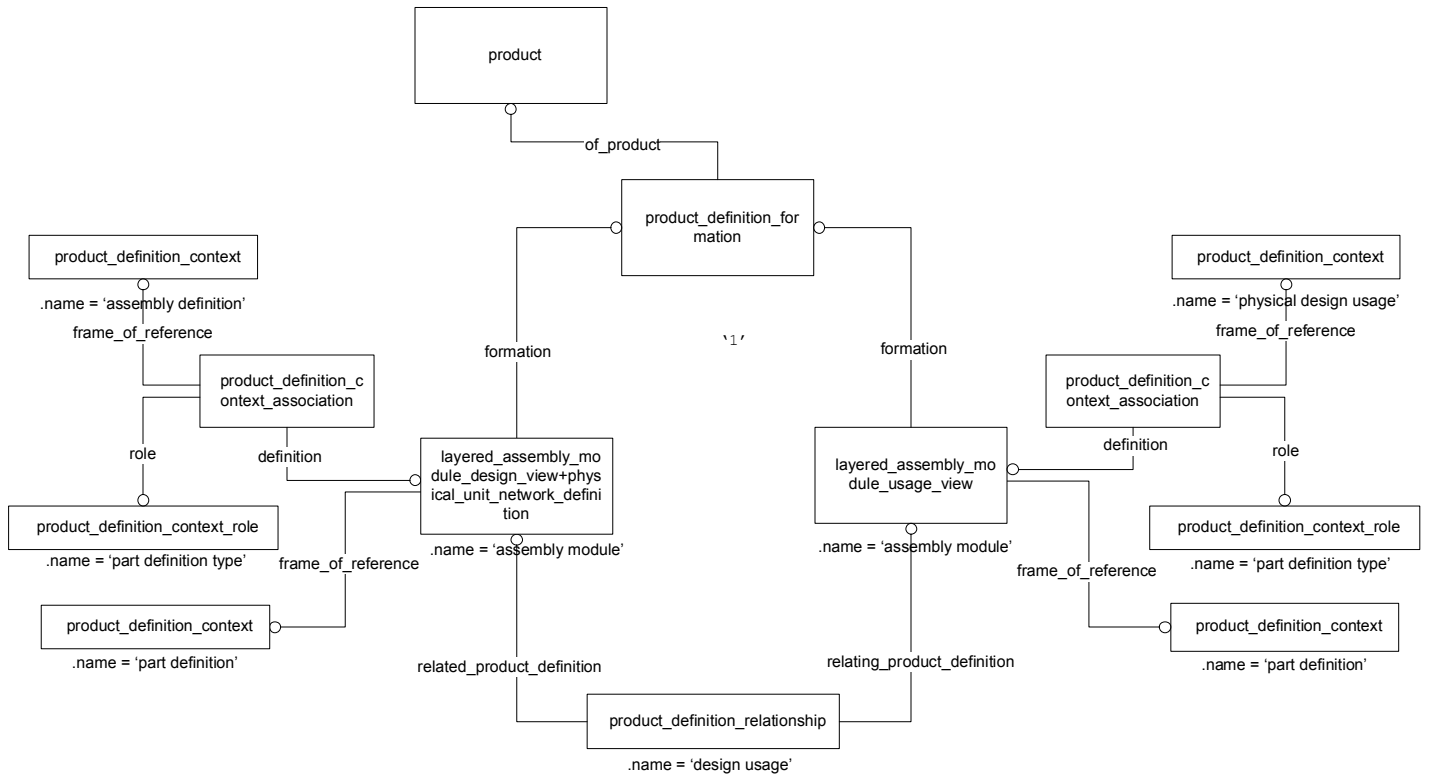 product
of_product
product_definition_for
mation
product_definition_context
.name = ‘assembly definition’
frame_of_reference
product_definition_context
.name = ‘physical design usage’
frame_of_reference
formation
‵1′
formation
product_definition_c
ontext_association
product_definition_c
ontext_association
role
definition
layered_assembly_mo
dule_design_view+phys
ical_unit_network_defini
tion
.name = ‘assembly module’
layered_assembly_mo
dule_usage_view
.name = ‘assembly module’
definition
role
product_definition_context_role
.name = ‘part definition type’
frame_of_reference
frame_of_reference
product_definition_context_role
.name = ‘part definition type’
product_definition_context
.name = ‘part definition’
product_definition_context
.name = ‘part definition’
related_product_definition
relating_product_definition
product_definition_relationship
.name = ‘design usage’